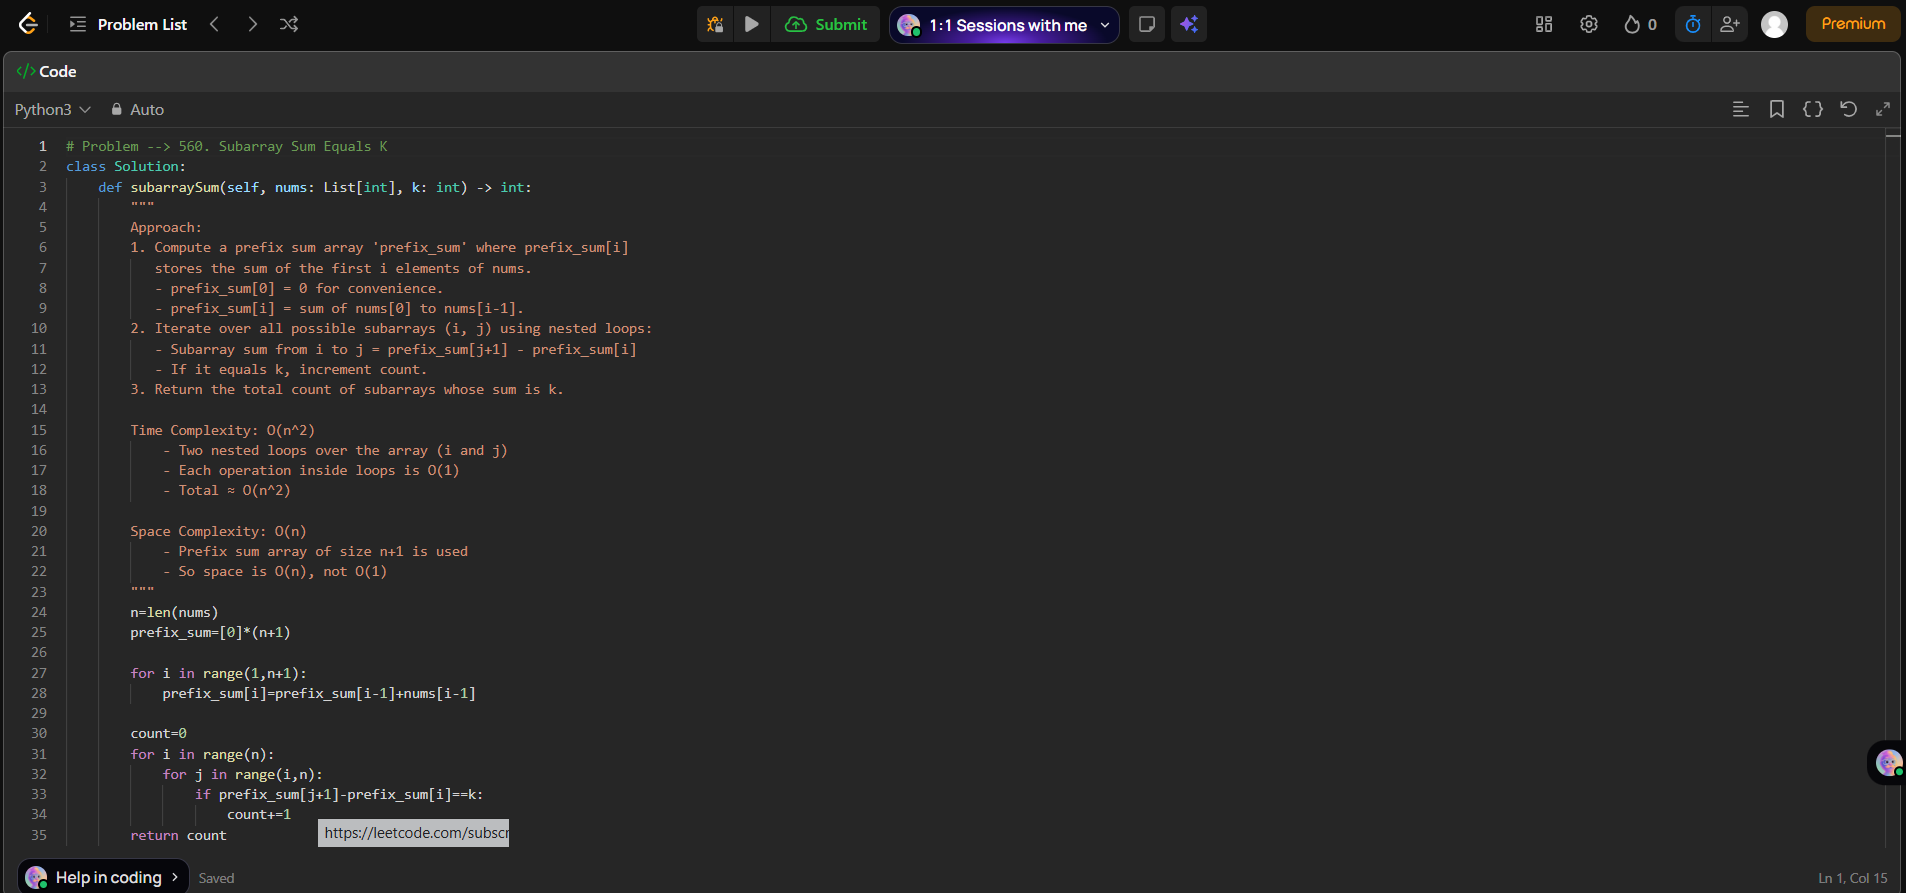 Problem List
Submit
1:1 Sessions with me
0
Premium
</> Code
Python3
Auto
1 # Problem --> 560. Subarray Sum Equals K
2 class Solution:
3 def subarraySum(self, nums: List[int], k: int) -> int:
4 """
5 Approach:
6 1. Compute a prefix sum array 'prefix_sum' where prefix_sum[i]
7 stores the sum of the first i elements of nums.
8 - prefix_sum[0] = 0 for convenience.
9 - prefix_sum[i] = sum of nums[0] to nums[i-1].
10 2. Iterate over all possible subarrays (i, j) using nested loops:
11 - Subarray sum from i to j = prefix_sum[j+1] - prefix_sum[i]
12 - If it equals k, increment count.
13 3. Return the total count of subarrays whose sum is k.
14
15 Time Complexity: O(n^2)
16 - Two nested loops over the array (i and j)
17 - Each operation inside loops is O(1)
18 - Total ≈ O(n^2)
19
20 Space Complexity: O(n)
21 - Prefix sum array of size n+1 is used
22 - So space is O(n), not O(1)
23 """
24 n=len(nums)
25 prefix_sum=[0]*(n+1)
26
27 for i in range(1,n+1):
28 prefix_sum[i]=prefix_sum[i-1]+nums[i-1]
29
30 count=0
31 for i in range(n):
32 for j in range(i,n):
33 if prefix_sum[j+1]-prefix_sum[i]==k:
34 count+=1
35 return count
https://leetcode.com/subscr
Help in coding
Saved
Ln 1, Col 15